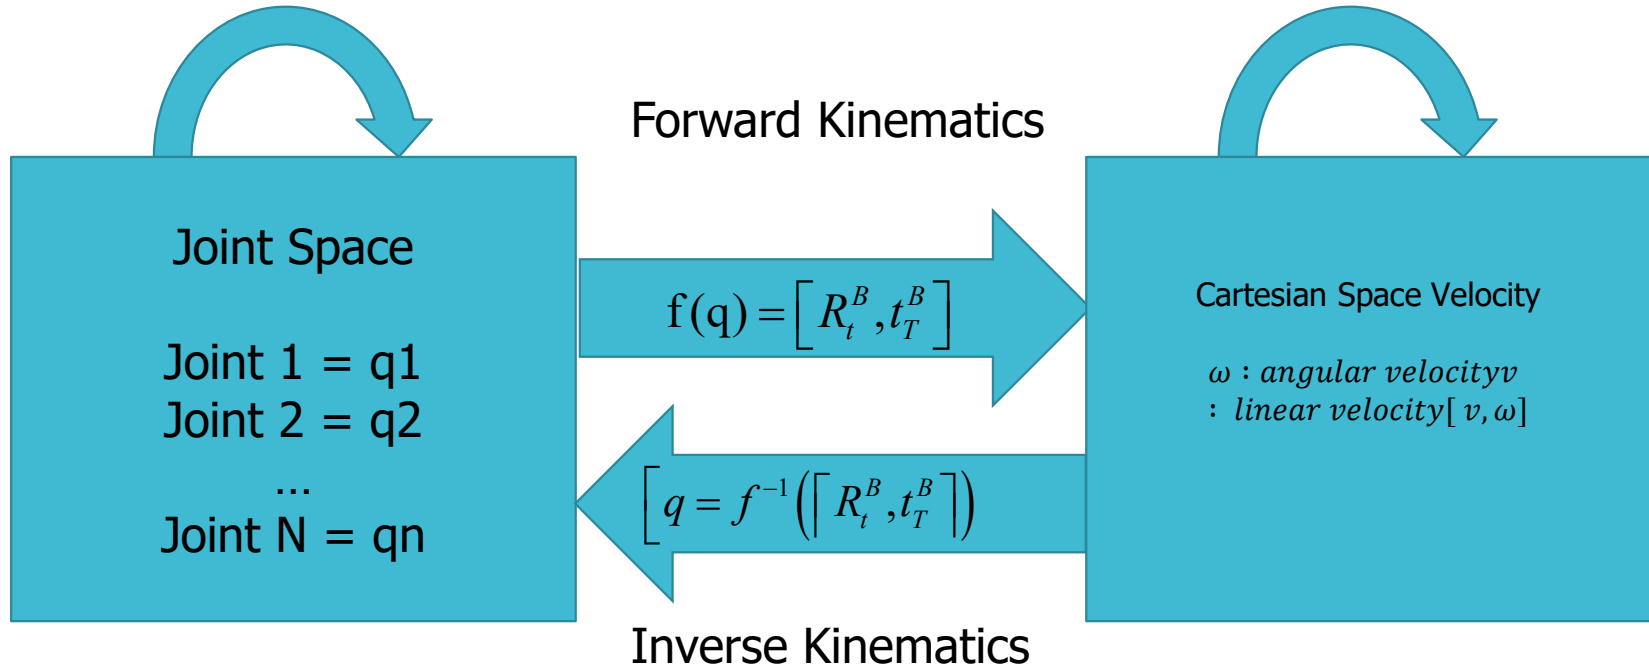 Forward Kinematics
Joint Space
Joint 1 = q1
Joint 2 = q2
...
Joint N = qn
f(q) = [ R_t^B , t_T^B ]
[ q = f^{-1}(⌈ R_t^B , t_T^B ⌉)
Cartesian Space Velocity
ω : angular velocityv
: linear velocity[ v, ω]
Inverse Kinematics